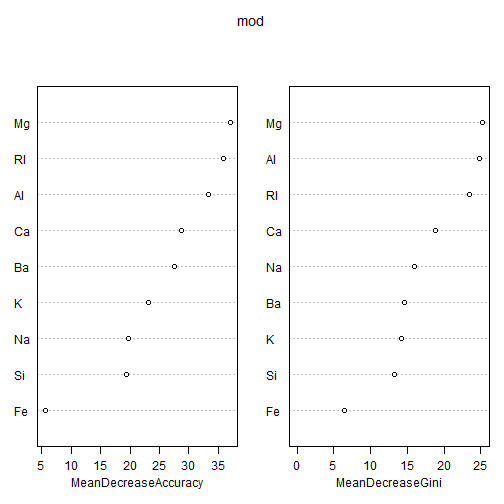 mod
Mg
RI
Al
Ca
Ba
K
Na
Si
Fe
5 10 15 20 25 30 35
MeanDecreaseAccuracy
Mg
Al
RI
Ca
Na
Ba
K
Si
Fe
0 5 10 15 20 25
MeanDecreaseGini